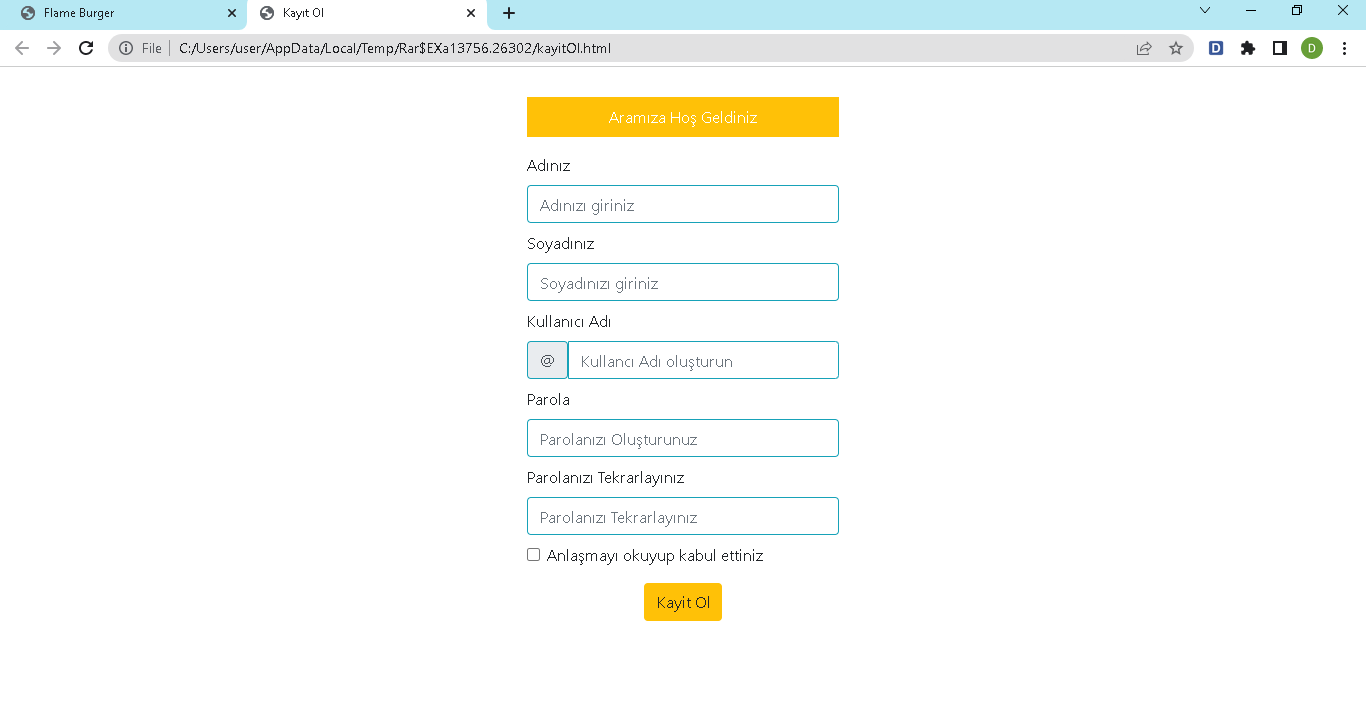 Flame Burger
Kayıt Ol
File
C:/Users/user/AppData/Local/Temp/Rar$EXa13756.26302/kayitOl.html
D
D
Aramıza Hoş Geldiniz
Adınız
Adınızı giriniz
Soyadınız
Soyadınızı giriniz
Kullanıcı Adı
@ Kullancı Adı oluşturun
Parola
Parolanızı Oluşturunuz
Parolanızı Tekrarlayınız
Parolanızı Tekrarlayınız
Anlaşmayı okuyup kabul ettiniz
Kayit Ol